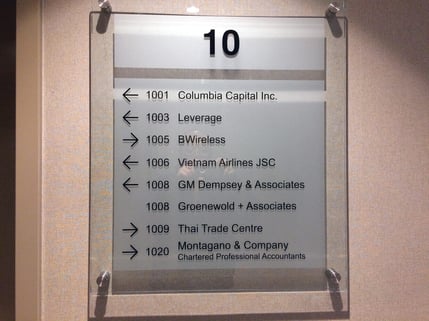 10
← 1001 Columbia Capital Inc.
← 1003 Leverage
→ 1005 BWireless
← 1006 Vietnam Airlines JSC
← 1008 GM Dempsey & Associates
1008 Groenewold + Associates
→ 1009 Thai Trade Centre
→ 1020 Montagano & Company
Chartered Professional Accountants